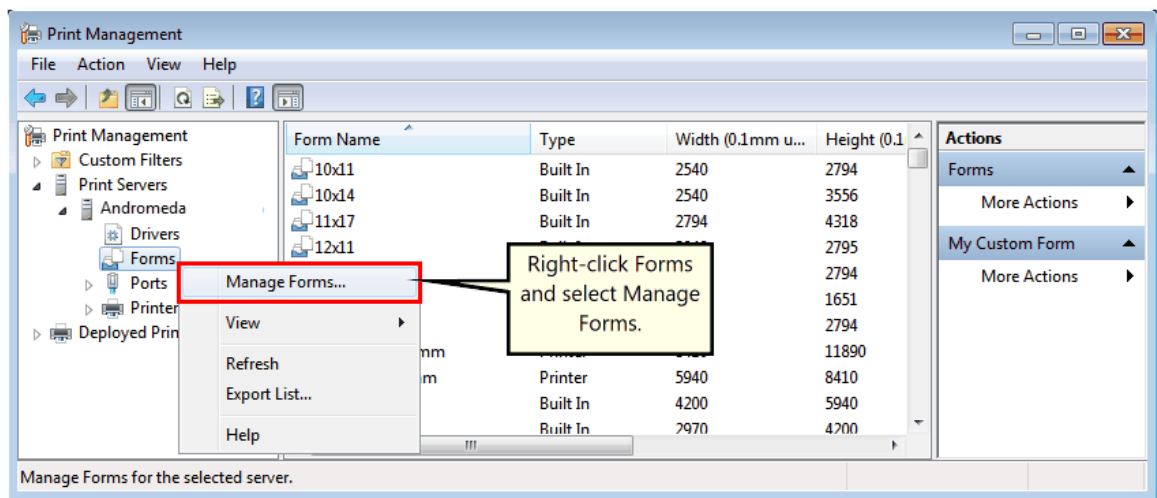 Print Management
File Action View Help
Print Management
Custom Filters
Print Servers
Andromeda
Drivers
Forms
Ports
Printer
Deployed Prin
Manage Forms...
View
Refresh
Export List...
Help
Form Name Type Width (0.1mm u... Height (0.1
10x11 Built In 2540 2794
10x14 Built In 2540 3556
11x17 Built In 2794 4318
12x11 2795
2794
1651
2794
mm 11890
m Printer 5940 8410
Built In 4200 5940
Built In 2970 4200
Right-click Forms
and select Manage
Forms.
Actions
Forms
More Actions
My Custom Form
More Actions
Manage Forms for the selected server.